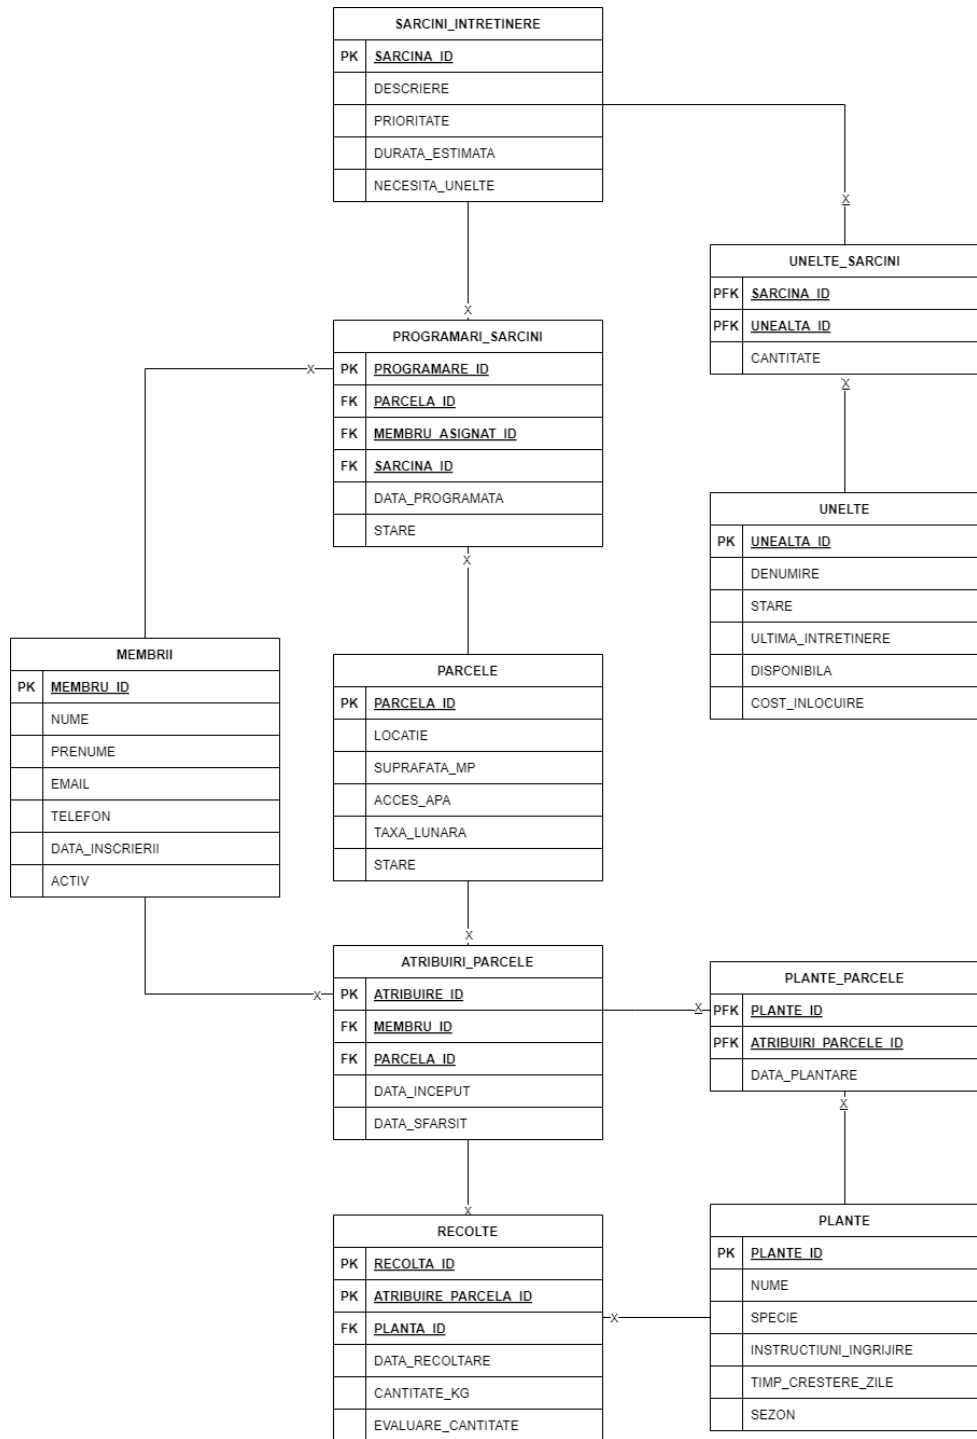 SARCINI_INTRETINERE
PK SARCINA_ID
DESCRIERE
PRIORITATE
DURATA_ESTIMATA
NECESITA_UNELTE
X
X
UNELTE_SARCINI
PFK SARCINA_ID
PFK UNEALTA_ID
CANTITATE
X
PROGRAMARI_SARCINI
X
PK PROGRAMARE_ID
FK PARCELA_ID
FK MEMBRU_ASIGNAT_ID
FK SARCINA_ID
DATA_PROGRAMATA
STARE
X
UNELTE
PK UNEALTA_ID
DENUMIRE
STARE
ULTIMA_INTRETINERE
DISPONIBILA
COST_INLOCUIRE
MEMBRII
PK MEMBRU_ID
NUME
PRENUME
EMAIL
TELEFON
DATA_INSCRIERII
ACTIV
PARCELE
PK PARCELA_ID
LOCATIE
SUPRAFATA_MP
ACCES_APA
TAXA_LUNARA
STARE
X
ATRIBUIRI_PARCELE
X
PK ATRIBUIRE_ID
FK MEMBRU_ID
FK PARCELA_ID
DATA_INCEPUT
DATA_SFARSIT
X
PLANTE_PARCELE
X
PFK PLANTE_ID
PFK ATRIBUIRI_PARCELE_ID
DATA_PLANTARE
X
RECOLTE
PK RECOLTA_ID
PK ATRIBUIRE_PARCELA_ID
FK PLANTA_ID
DATA_RECOLTARE
CANTITATE_KG
EVALUARE_CANTITATE
X
PLANTE
PK PLANTE_ID
NUME
SPECIE
INSTRUCTIUNI_INGRIJIRE
TIMP_CRESTERE_ZILE
SEZON